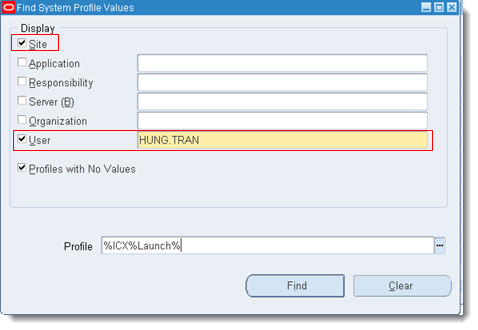 Find System Profile Values
Display
Site
Application
Responsibility
Server (B)
Organization
User HUNG.TRAN
Profiles with No Values
Profile %ICX%Launch%
Find Clear